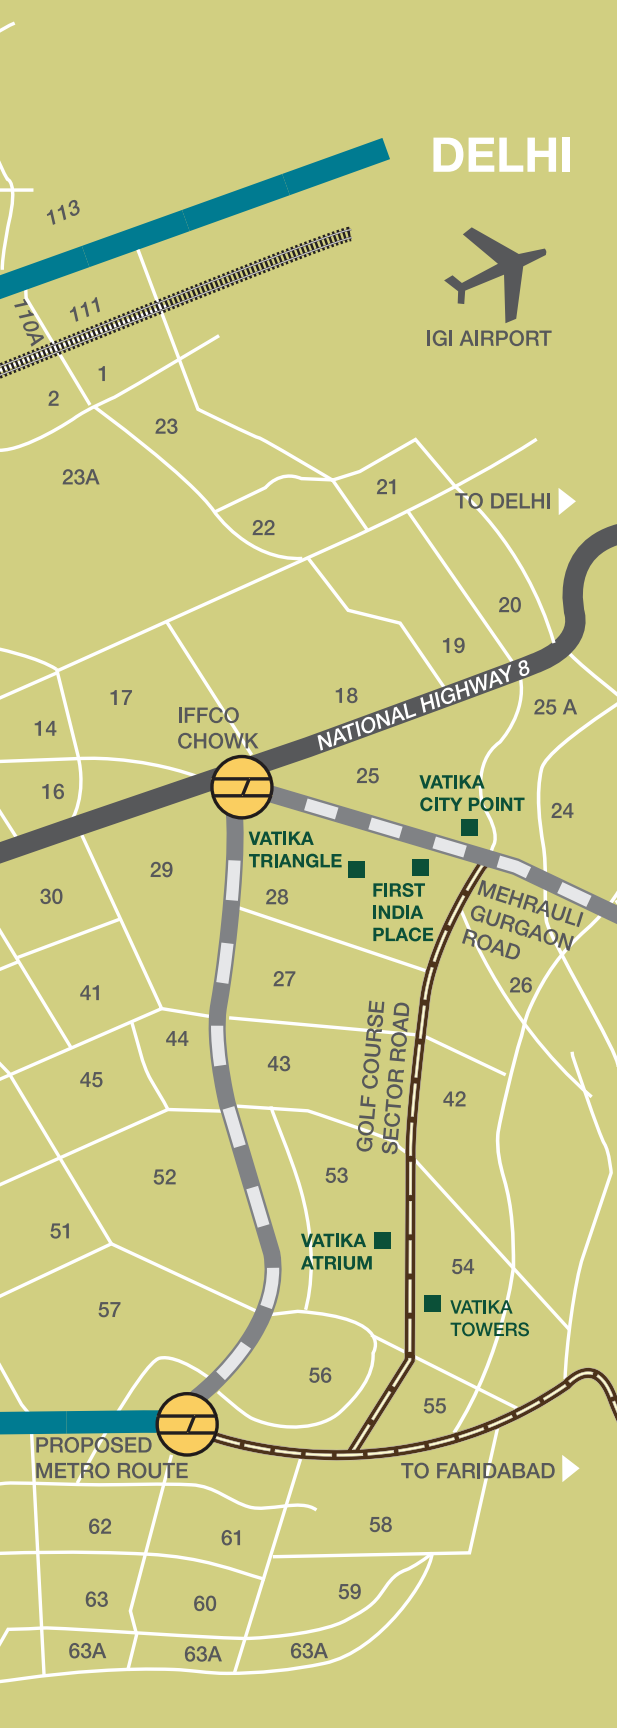 DELHI
113
111
110A
IGI AIRPORT
1
2
23
23A
21
TO DELHI
22
20
19
NATIONAL HIGHWAY 8
18
17
25 A
IFFCO
CHOWK
14
25
16
VATIKA
CITY POINT
24
VATIKA
TRIANGLE
29
FIRST
INDIA
PLACE
28
30
MEHRAULI
GURGAON
ROAD
27
26
41
GOLF COURSE
SECTOR ROAD
44
43
45
42
53
52
51
VATIKA
ATRIUM
54
57
VATIKA
TOWERS
56
55
PROPOSED
METRO ROUTE
TO FARIDABAD
62
61
58
63
60
59
63A
63A
63A